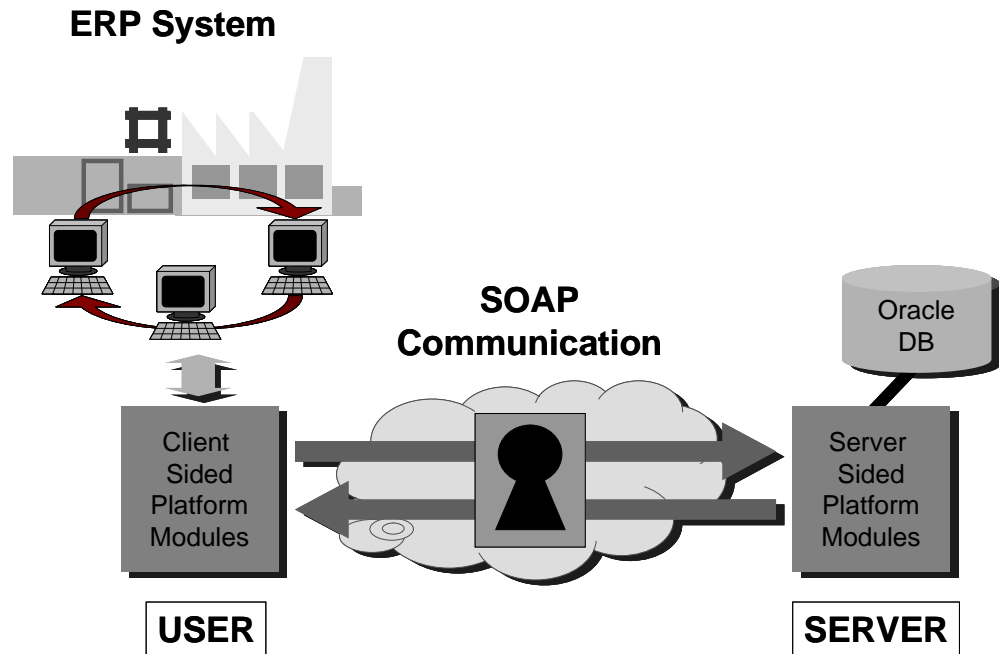 ERP System
SOAP
Communication
Oracle
DB
Client
Sided
Platform
Modules
Server
Sided
Platform
Modules
USER
SERVER